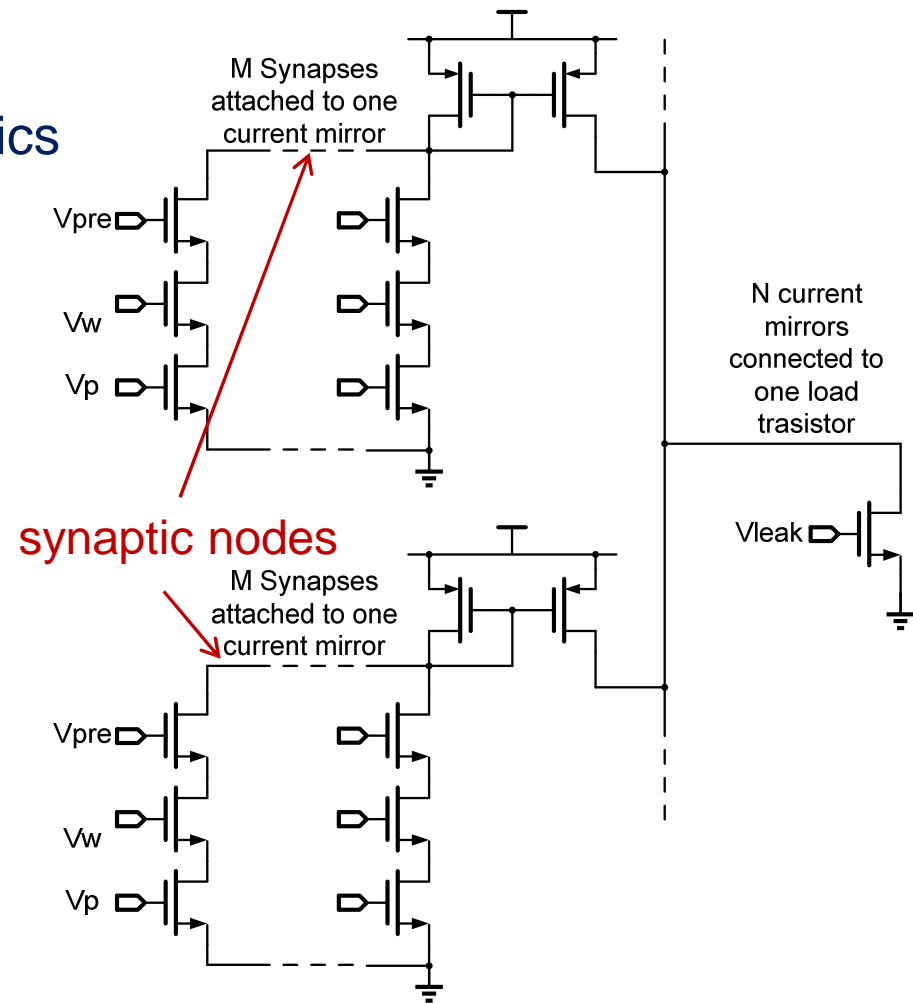 M Synapses
attached to one
current mirror
ics
Vpre
Vw
Vp
N current
mirrors
connected to
one load
trasistor
Vleak
synaptic nodes
M Synapses
attached to one
current mirror
Vpre
Vw
Vp